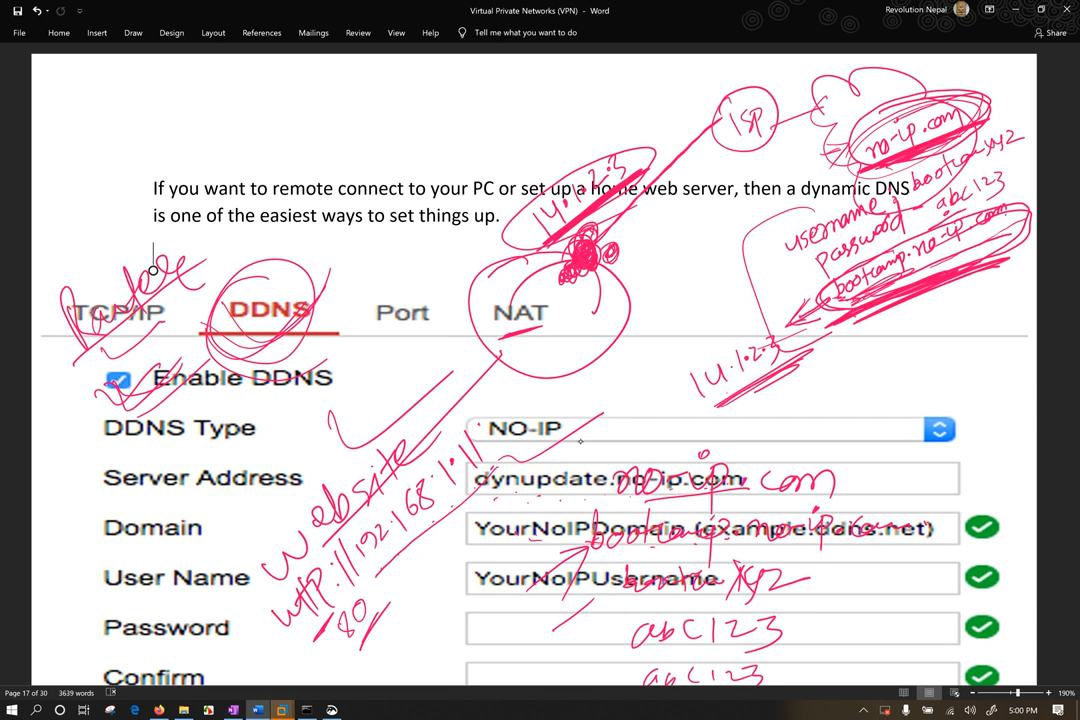 Virtual Private Networks (VPN) - Word
Revolution Nepal
File Home Insert Draw Design Layout References Mailings Review View Help Tell me what you want to do
Share
ISP
no-ip.com
If you want to remote connect to your PC or set up a home web server, then a dynamic DNS
is one of the easiest ways to set things up.
14.1.2.3
username - bootcamp xyz
password - abc123
bootcamp.no-ip.com
14.1.2.3
TCP/IP DDNS Port NAT
Router
Enable DDNS
DDNS Type NO-IP
Server Address dynupdate.no-ip.com
no-ip.com
Domain YourNoIPDomain (example.ddns.net)
bootcamp.no-ip.com
User Name YourNoIPUsername
xyz
Password abc123
Confirm abc123
Website
http://192.168.1.11
80
Page 17 of 30 3639 words
190%
5:00 PM